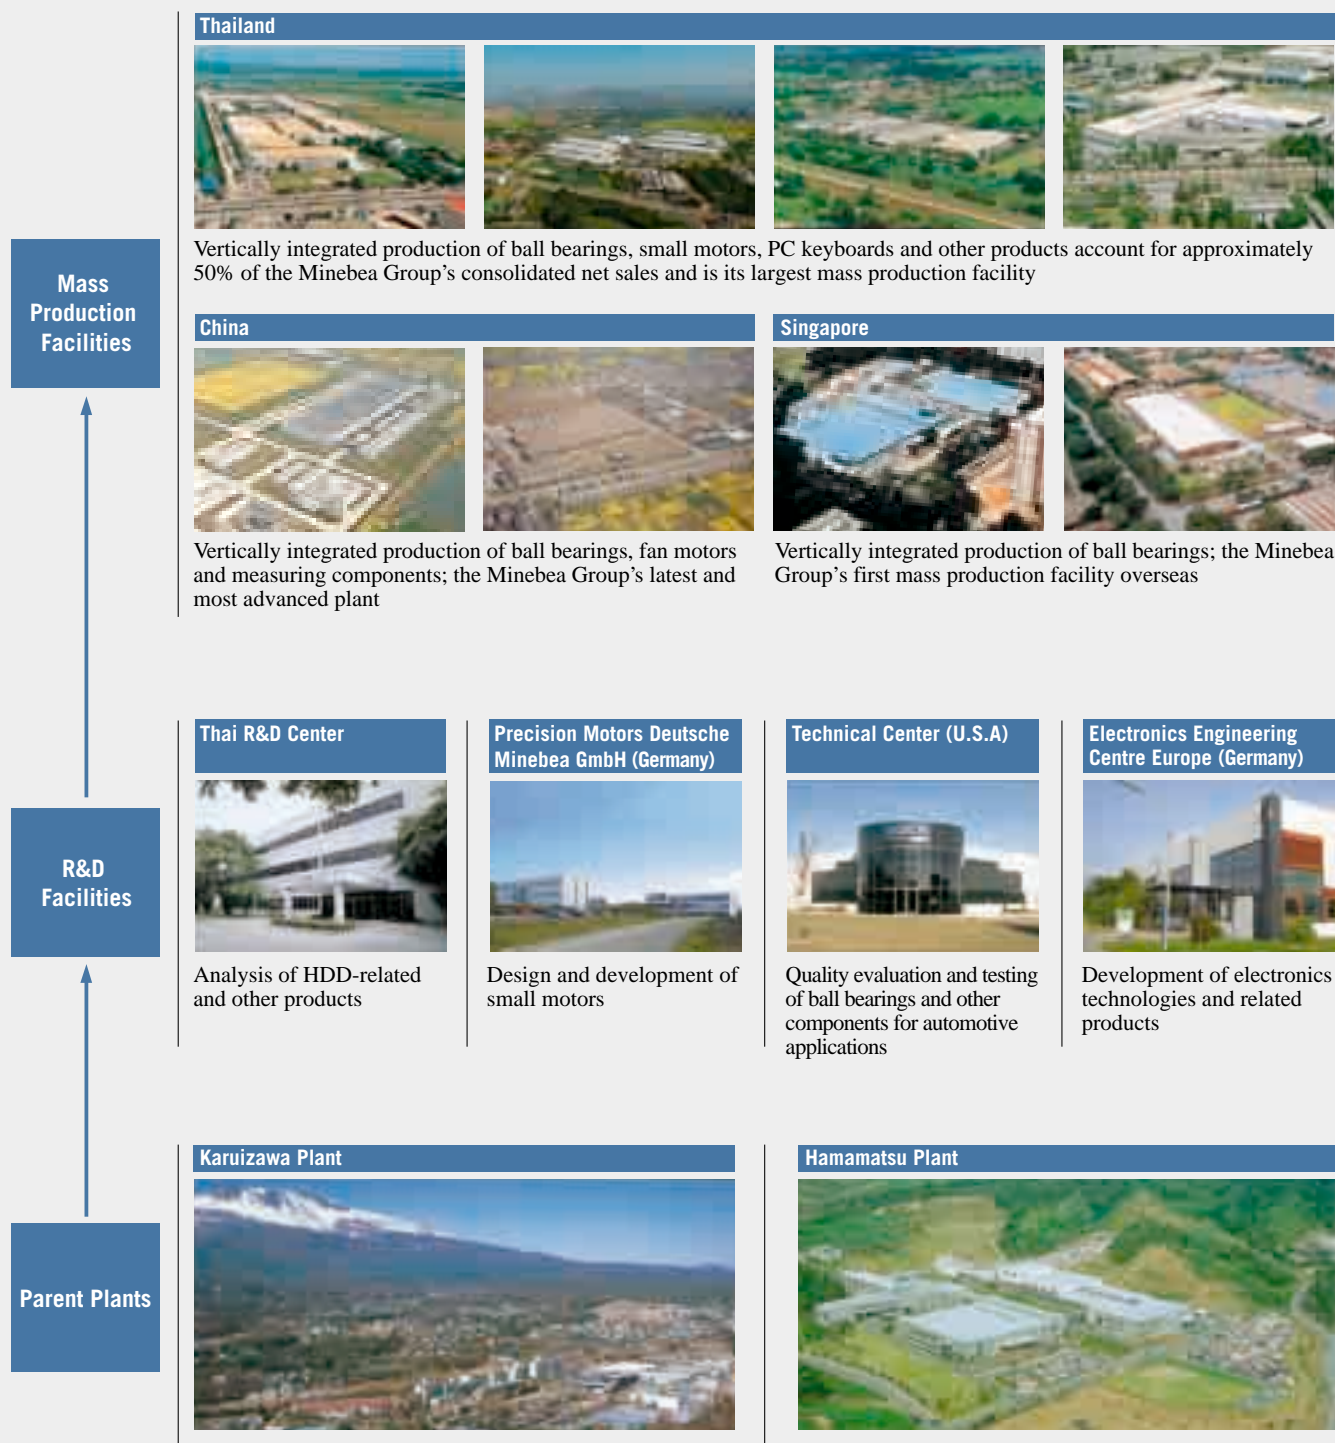 Thailand
Vertically integrated production of ball bearings, small motors, PC keyboards and other products account for approximately
50% of the Minebea Group's consolidated net sales and is its largest mass production facility
Mass
Production
Facilities
China
Vertically integrated production of ball bearings, fan motors
and measuring components; the Minebea Group's latest and
most advanced plant
Singapore
Vertically integrated production of ball bearings; the Minebea
Group's first mass production facility overseas
R&D
Facilities
Thai R&D Center
Analysis of HDD-related
and other products
Precision Motors Deutsche
Minebea GmbH (Germany)
Design and development of
small motors
Technical Center (U.S.A)
Quality evaluation and testing
of ball bearings and other
components for automotive
applications
Electronics Engineering
Centre Europe (Germany)
Development of electronics
technologies and related
products
Parent Plants
Karuizawa Plant
Hamamatsu Plant